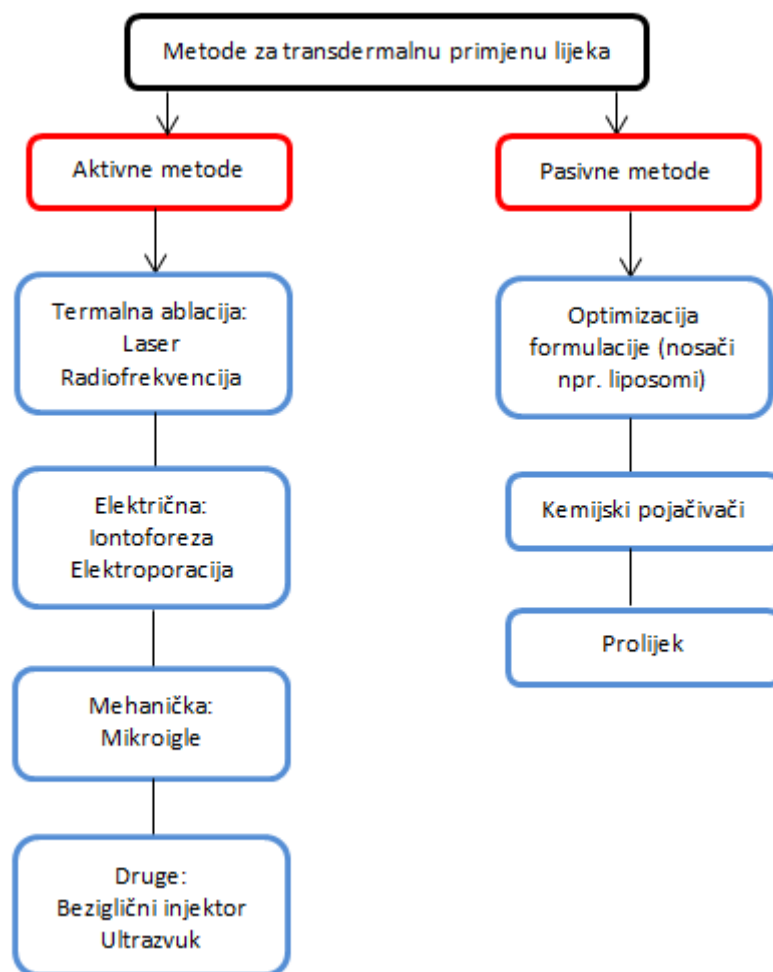 Metode za transdermalnu primjenu lijeka
Aktivne metode
Pasivne metode
Termalna ablacija:
Laser
Radiofrekvencija
Optimizacija
formulacije (nosači
npr. liposomi)
Električna:
Iontoforeza
Elektroporacija
Kemijski pojačivači
Mehanička:
Mikroigle
Prolijek
Druge:
Beziglični injektor
Ultrazvuk